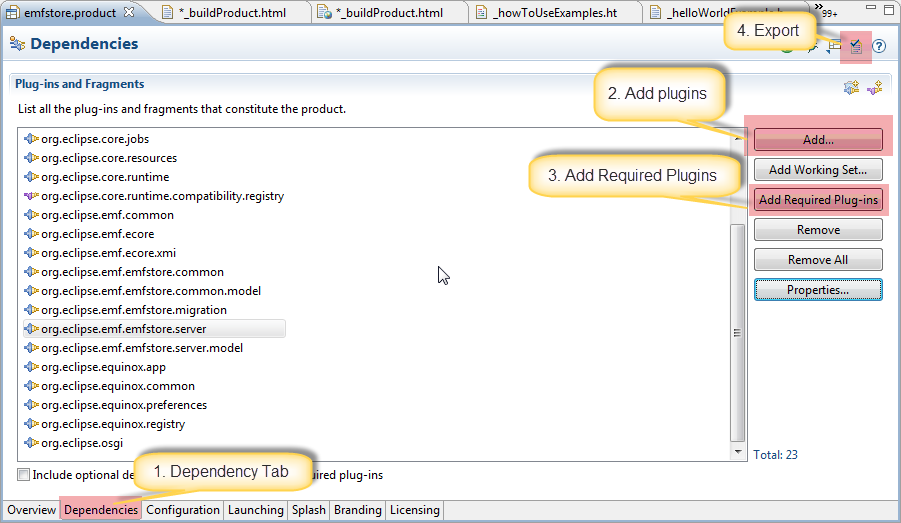 emfstore.product
*_buildProduct.html
*_buildProduct.html
_howToUseExamples.ht
99+
4. Export
Dependencies
Plug-ins and Fragments
List all the plug-ins and fragments that constitute the product.
2. Add plugins
org.eclipse.core.jobs
Add...
org.eclipse.core.resources
Add Working Set...
org.eclipse.core.runtime
3. Add Required Plugins
org.eclipse.core.runtime.compatibility.registry
Add Required Plug-ins
org.eclipse.emf.common
org.eclipse.emf.ecore
Remove
org.eclipse.emf.ecore.xmi
Remove All
org.eclipse.emf.emfstore.common
org.eclipse.emf.emfstore.common.model
Properties...
org.eclipse.emf.emfstore.migration
org.eclipse.emf.emfstore.server
org.eclipse.emf.emfstore.server.model
org.eclipse.equinox.app
org.eclipse.equinox.common
org.eclipse.equinox.preferences
org.eclipse.equinox.registry
org.eclipse.osgi
Total: 23
Include optional de
uired plug-ins
1. Dependency Tab
Overview
Dependencies
Configuration
Launching
Splash
Branding
Licensing